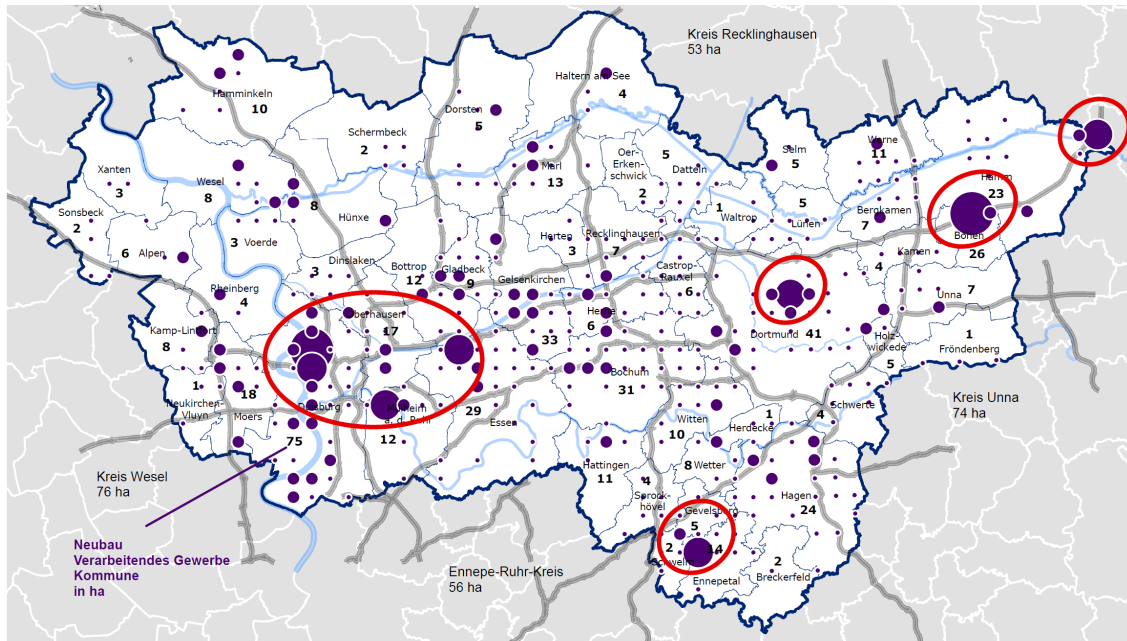 Kreis Recklinghausen
53 ha
Haltern am See
4
Hamminkeln
10
Dorsten
5
Schermbeck
2
Marl
13
Oer-
Erken-
schwick
2
5
Datteln
Selm
5
Werne
11
Hamm
23
Xanten
3
Wesel
8
8
Hünxe
Sonsbeck
2
3
Voerde
6
Alpen
1
Waltrop
5
Lünen
Bergkamen
7
Bönen
26
Kamen
4
Herten
3
Recklinghausen
7
3
Dinslaken
Bottrop
12
Gladbeck
9
Gelsenkirchen
Castrop-
Rauxel
6
Rheinberg
4
Unna
7
Kamp-Lintfort
8
Oberhausen
17
33
Herne
6
Dortmund
41
Holz
wickede
5
1
Fröndenberg
Bochum
31
1
Neukirchen-
Vluyn
18
Moers
Duisburg
75
Mülheim
a. d. Ruhr
12
29
Essen
Witten
10
1
Herdecke
4
Schwerte
Kreis Unna
74 ha
Kreis Wesel
76 ha
Hattingen
11
4
Sprock-
hövel
8
Wetter
Hagen
24
Gevelsberg
5
2
Schwelm
14
Ennepetal
2
Breckerfeld
Neubau
Verarbeitendes Gewerbe
Kommune
in ha
Ennepe-Ruhr-Kreis
56 ha